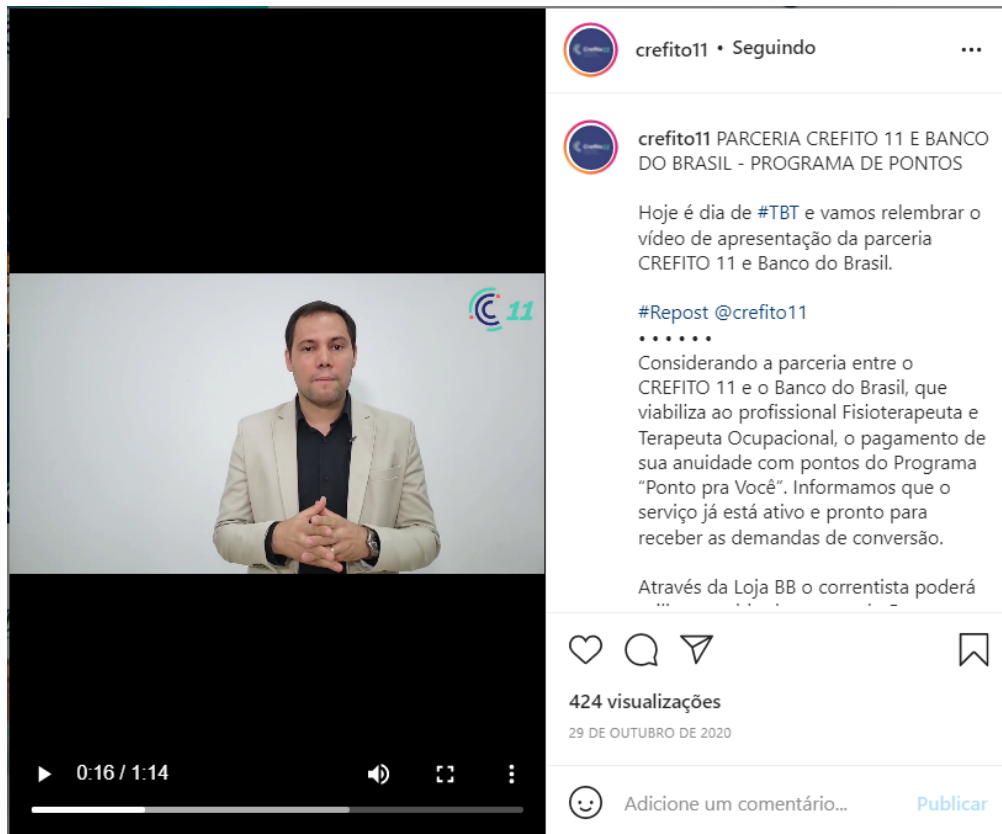 11
0:16 / 1:14
Crefito11
crefito11 • Seguindo
Crefito11
crefito11 PARCERIA CREFITO 11 E BANCO
DO BRASIL - PROGRAMA DE PONTOS
Hoje é dia de #TBT e vamos relembrar o
vídeo de apresentação da parceria
CREFITO 11 e Banco do Brasil.
#Repost @crefito11
• • • • • •
Considerando a parceria entre o
CREFITO 11 e o Banco do Brasil, que
viabiliza ao profissional Fisioterapeuta e
Terapeuta Ocupacional, o pagamento de
sua anuidade com pontos do Programa
“Ponto pra Você”. Informamos que o
serviço já está ativo e pronto para
receber as demandas de conversão.
Através da Loja BB o correntista poderá
424 visualizações
29 DE OUTUBRO DE 2020
Adicione um comentário...
Publicar